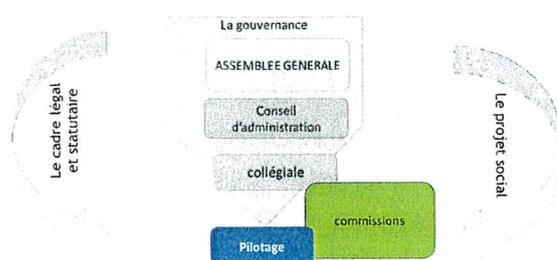 La gouvernance
ASSEMBLEE GENERALE
Conseil
d'administration
collégiale
commissions
Pilotage
Le cadre légal
et statutaire
Le projet social